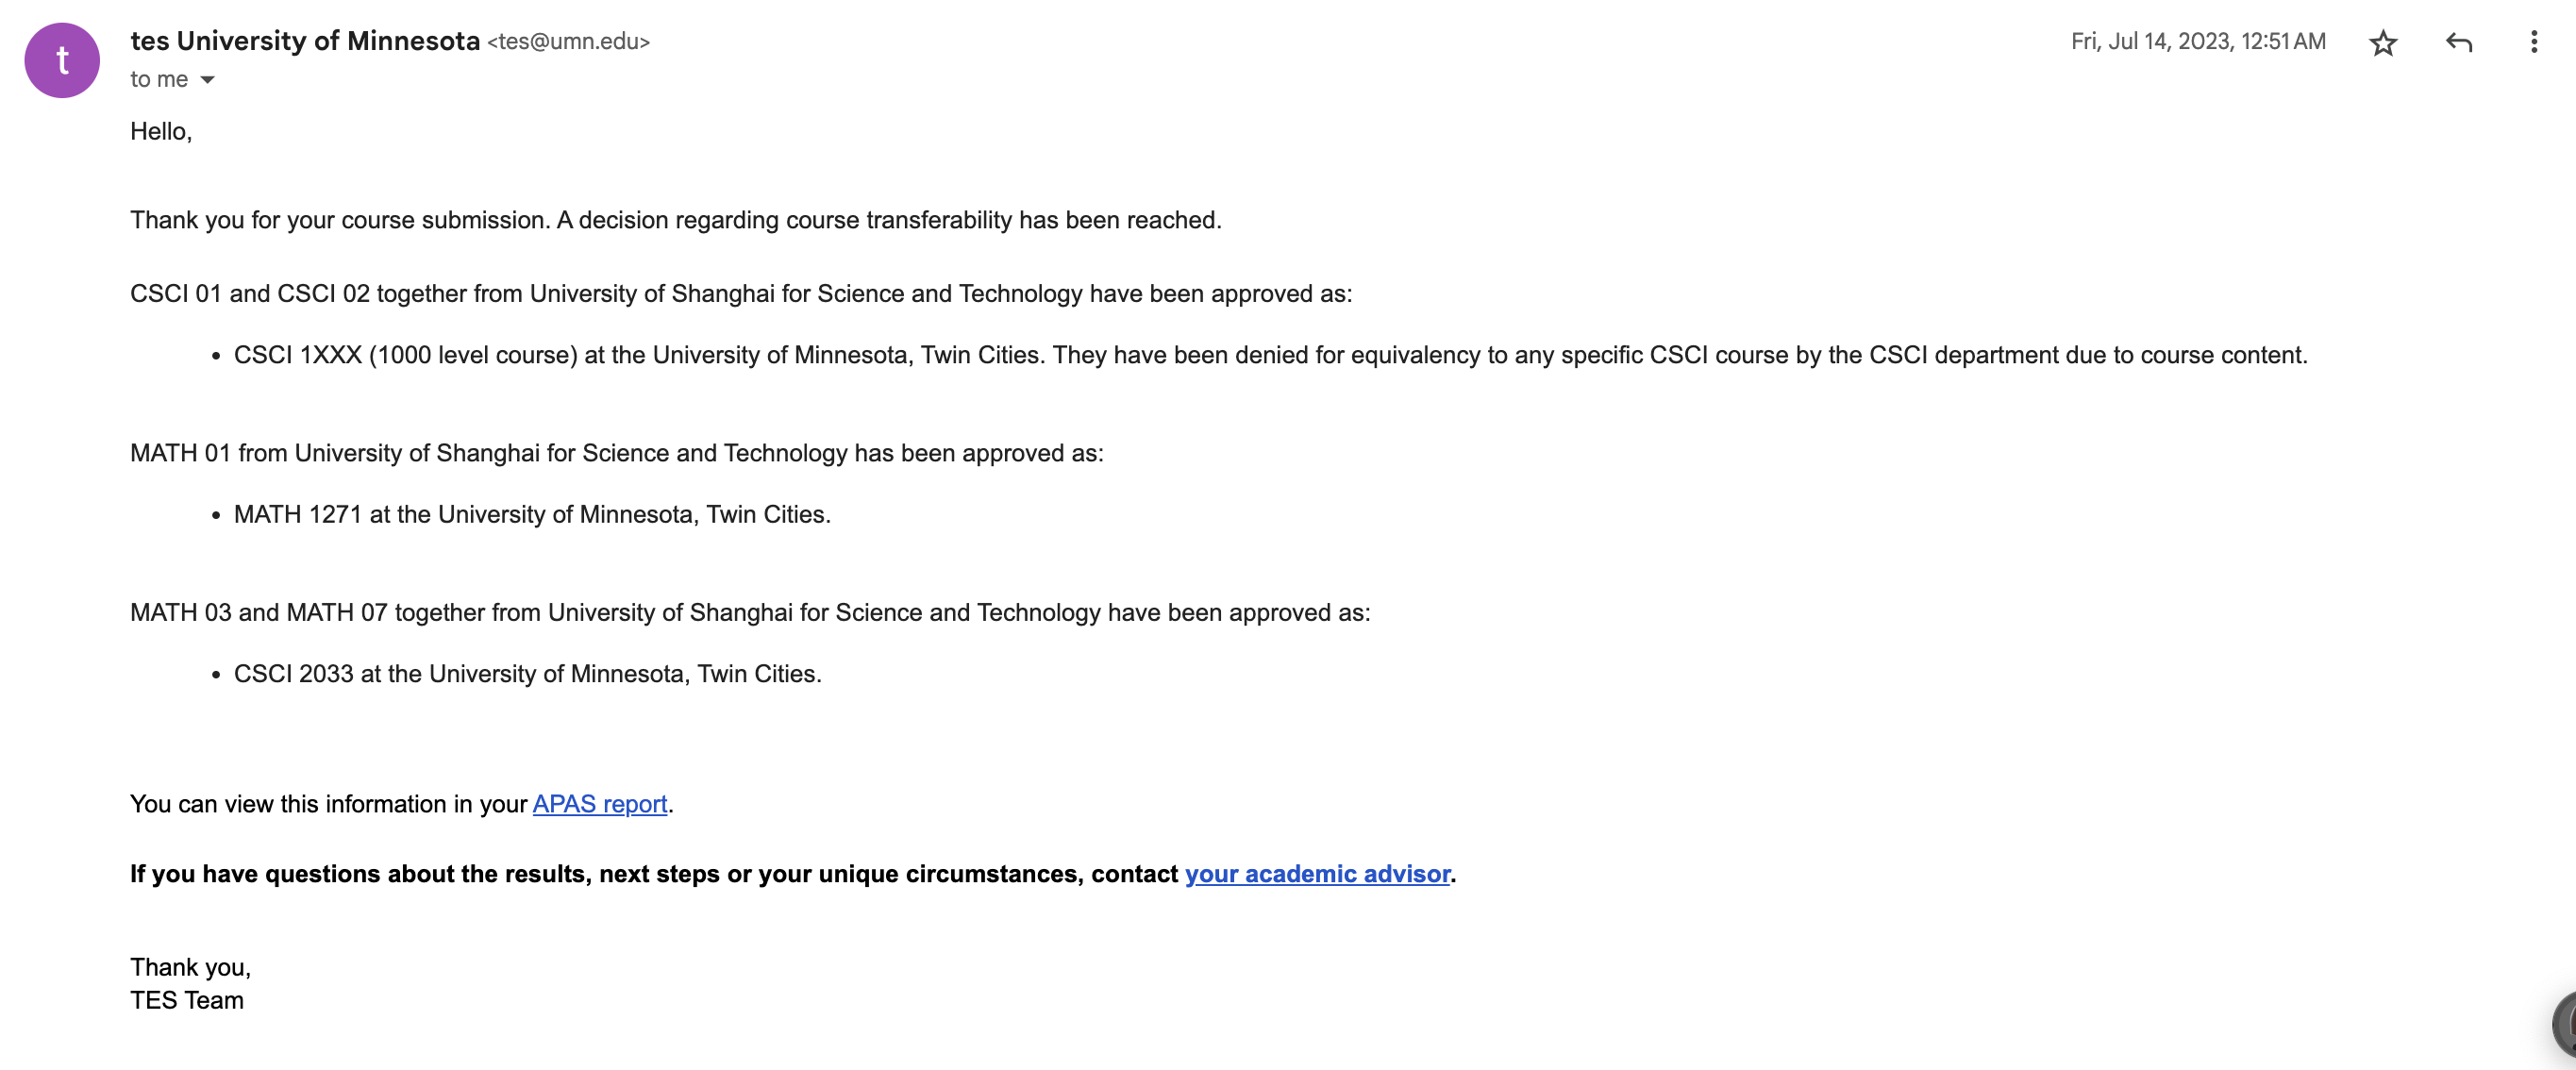 t
tes University of Minnesota <tes@umn.edu>
Fri, Jul 14, 2023, 12:51 AM
to me
Hello,
Thank you for your course submission. A decision regarding course transferability has been reached.
CSCI 01 and CSCI 02 together from University of Shanghai for Science and Technology have been approved as:
• CSCI 1XXX (1000 level course) at the University of Minnesota, Twin Cities. They have been denied for equivalency to any specific CSCI course by the CSCI department due to course content.
MATH 01 from University of Shanghai for Science and Technology has been approved as:
• MATH 1271 at the University of Minnesota, Twin Cities.
MATH 03 and MATH 07 together from University of Shanghai for Science and Technology have been approved as:
• CSCI 2033 at the University of Minnesota, Twin Cities.
You can view this information in your APAS report.
If you have questions about the results, next steps or your unique circumstances, contact your academic advisor.
Thank you,
TES Team